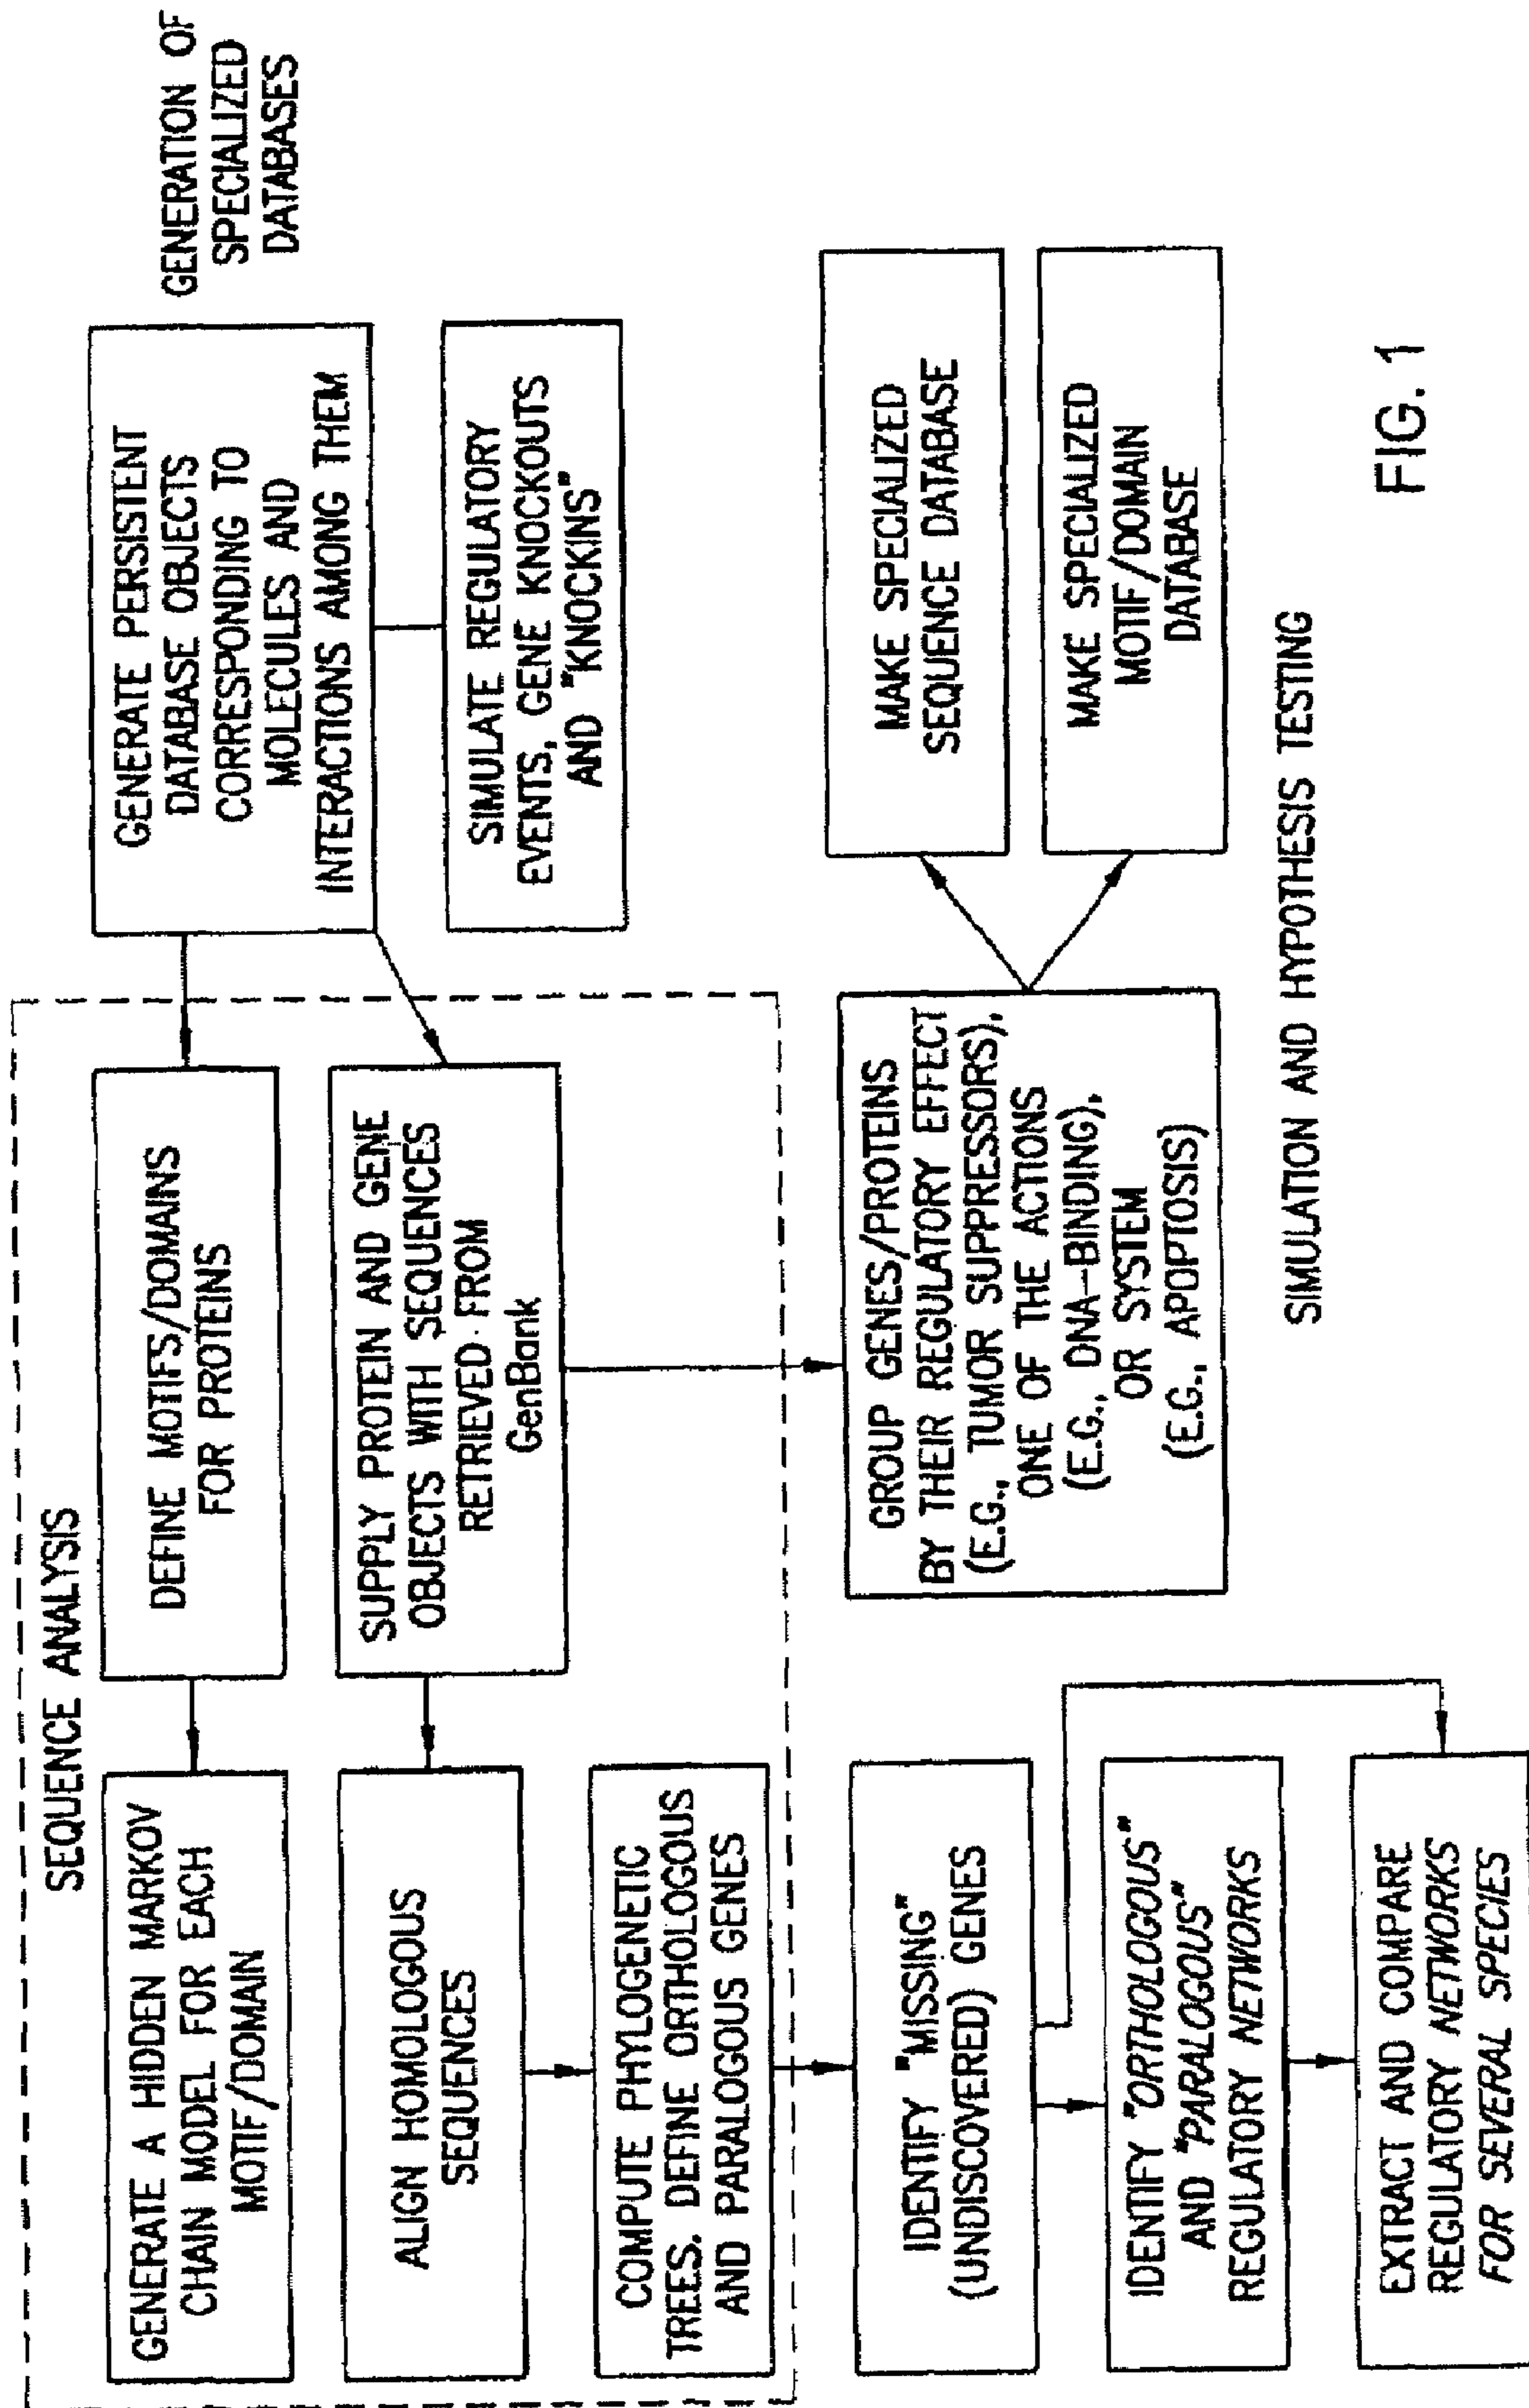 SEQUENCE ANALYSIS
GENERATE A HIDDEN MARKOV
CHAIN MODEL FOR EACH
MOTIF/DOMAIN
DEFINE MOTIFS/DOMAINS
FOR PROTEINS
GENERATE PERSISTENT
DATABASE OBJECTS
CORRESPONDING TO
MOLECULES AND
INTERACTIONS AMONG THEM
GENERATION OF
SPECIALIZED
DATABASES
ALIGN HOMOLOGOUS
SEQUENCES
SUPPLY PROTEIN AND GENE
OBJECTS WITH SEQUENCES
RETRIEVED FROM
GenBank
SIMULATE REGULATORY
EVENTS, GENE KNOCKOUTS
AND "KNOCKINS"
COMPUTE PHYLOGENETIC
TREES. DEFINE ORTHOLOGOUS
AND PARALOGOUS GENES
IDENTIFY "MISSING"
(UNDISCOVERED) GENES
GROUP GENES/PROTEINS
BY THEIR REGULATORY EFFECT
(E.G., TUMOR SUPPRESSORS),
ONE OF THE ACTIONS
(E.G., DNA-BINDING),
OR SYSTEM
(E.G., APOPTOSIS)
MAKE SPECIALIZED
SEQUENCE DATABASE
MAKE SPECIALIZED
MOTIF/DOMAIN
DATABASE
IDENTIFY "ORTHOLOGOUS"
AND "PARALOGOUS"
REGULATORY NETWORKS
EXTRACT AND COMPARE
REGULATORY NETWORKS
FOR SEVERAL SPECIES
SIMULATION AND HYPOTHESIS TESTING
FIG. 1